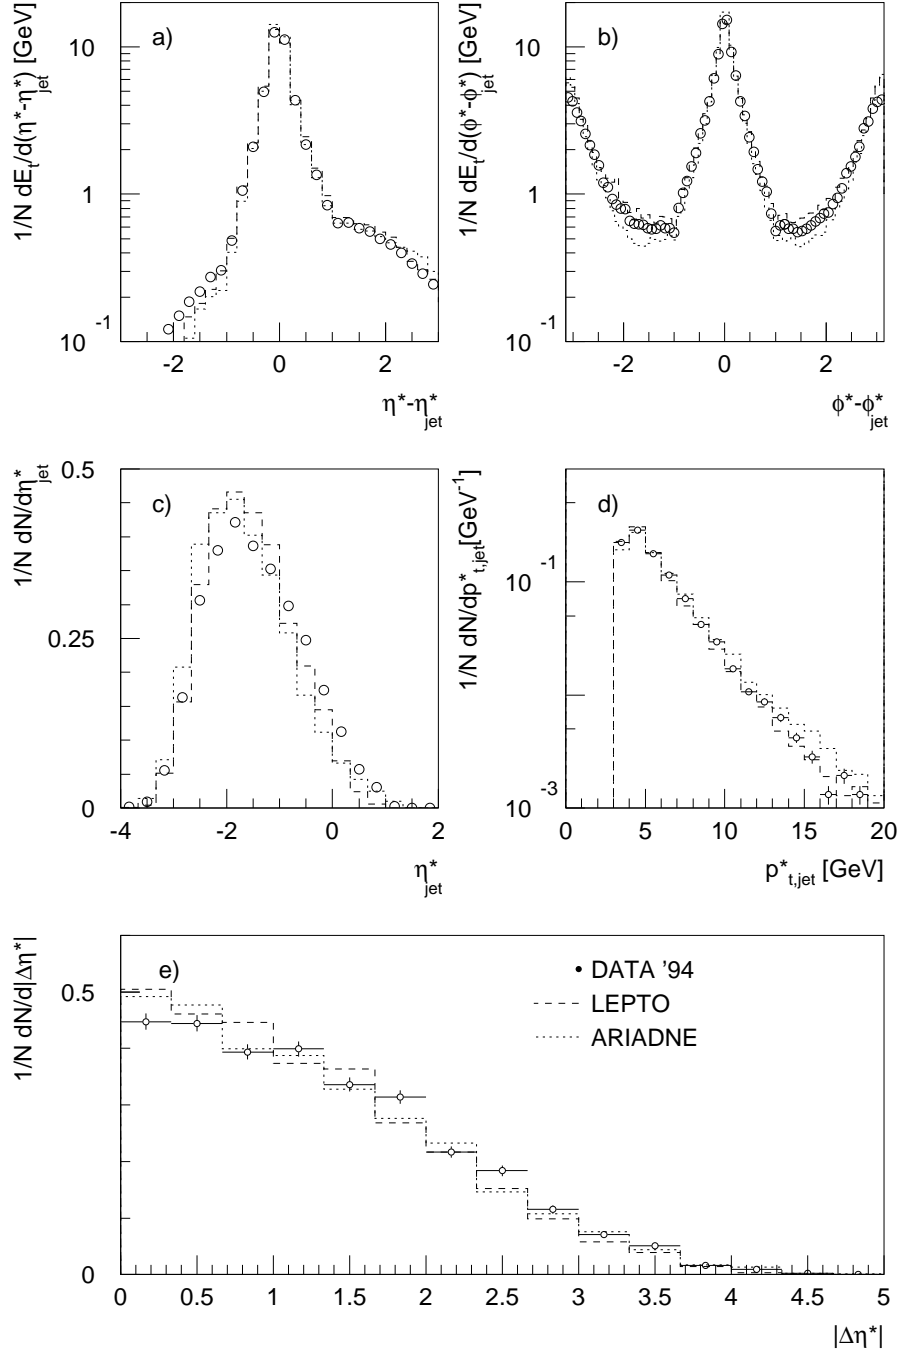 1/N dE_t/d(η*-η*_jet) [GeV]
a)
10
1
10^-1
-2 0 2
η*-η*_jet
1/N dE_t/d(ϕ*-ϕ*_jet) [GeV]
b)
10
1
10^-1
-2 0 2
ϕ*-ϕ*_jet
1/N dN/dη*_jet
c)
0.5
0.25
0
-4 -2 0 2
η*_jet
1/N dN/dp*_t,jet[GeV^-1]
d)
10^-1
10^-3
0 5 10 15 20
p*_t,jet [GeV]
1/N dN/d|Δη*|
e)
DATA '94
LEPTO
ARIADNE
0.5
0
0 0.5 1 1.5 2 2.5 3 3.5 4 4.5 5
|Δη*|